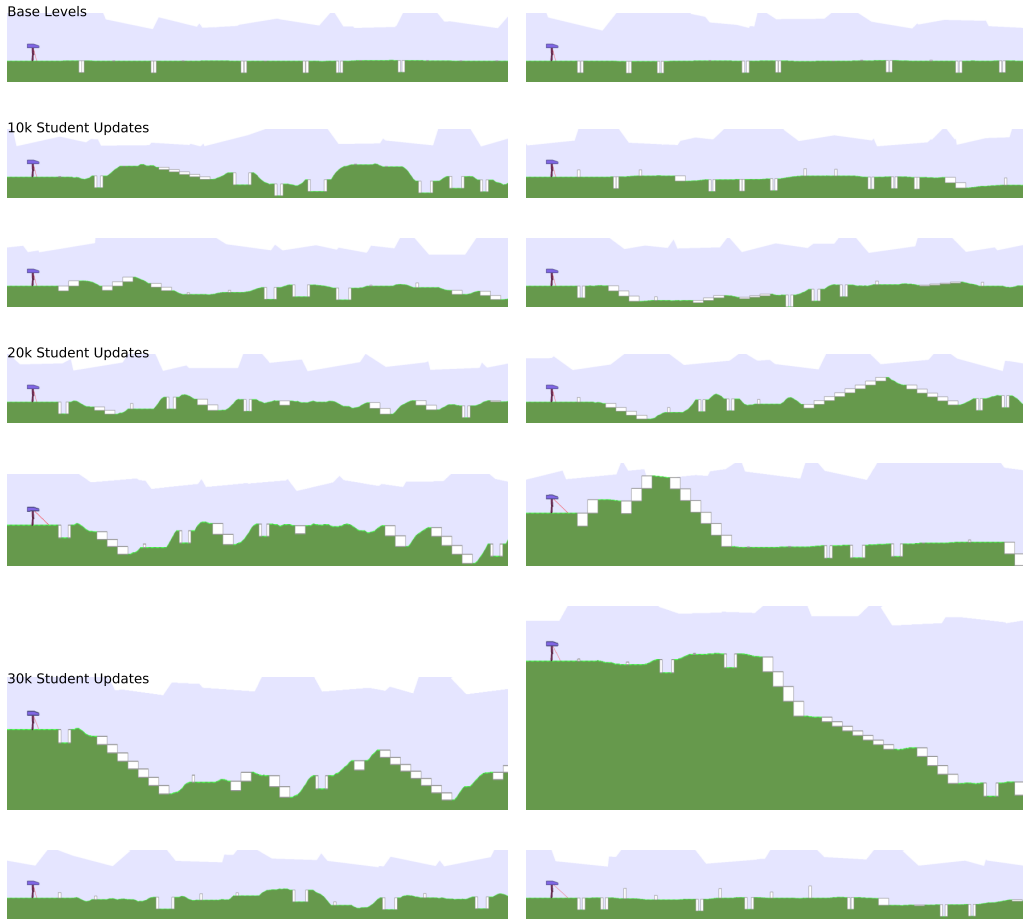 Base Levels
10k Student Updates
20k Student Updates
30k Student Updates